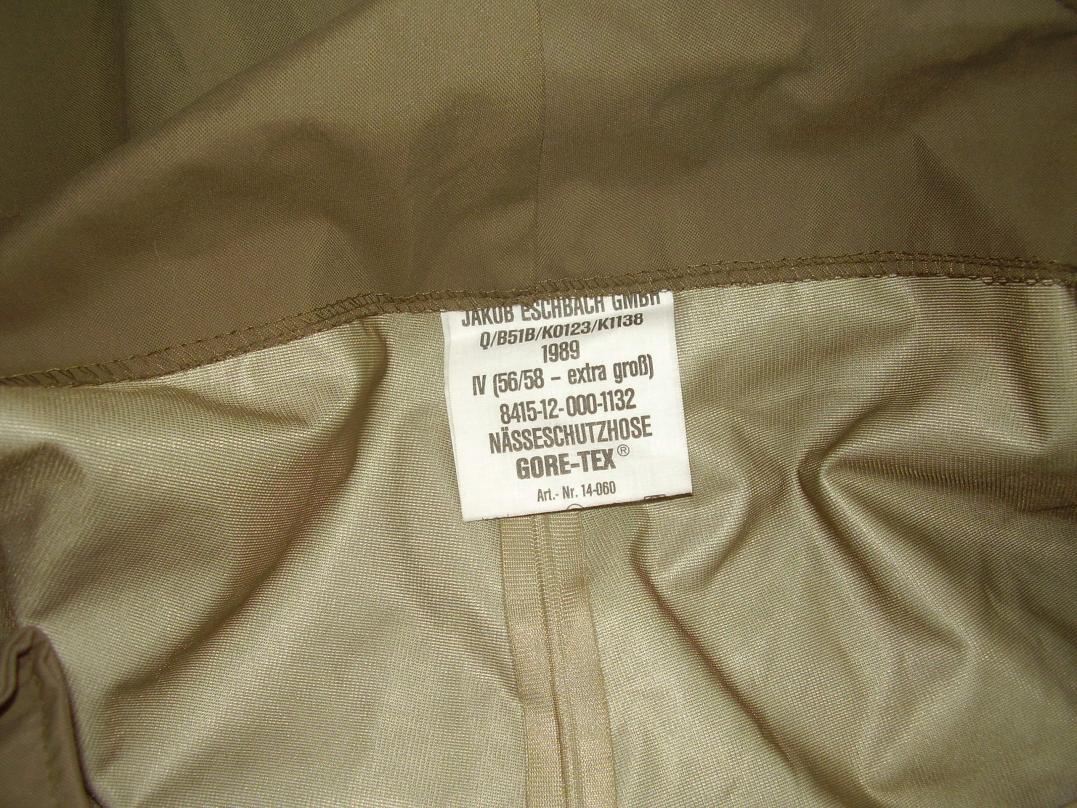 JAKOB ESCHBACH GMBH
Q/B51B/K0123/K1138
1989
IV (56/58 – extra groß)
8415-12-000-1132
NÄSSESCHUTZHOSE
GORE-TEX®
Art.- Nr. 14-060